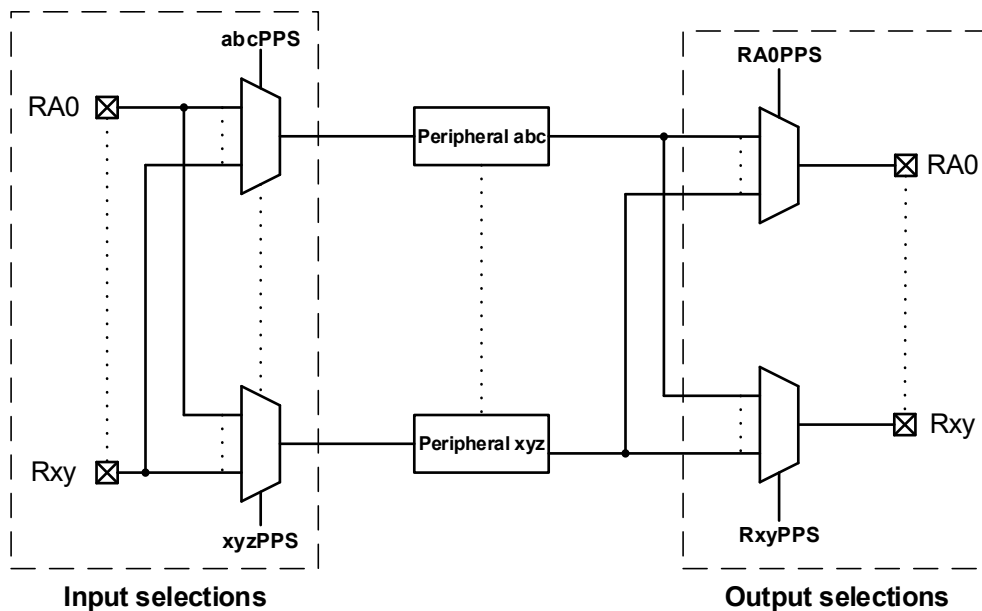 abcPPS
RA0PPS
RA0
Peripheral abc
RA0
Peripheral xyz
Rxy
Rxy
xyzPPS
RxyPPS
Input selections
Output selections